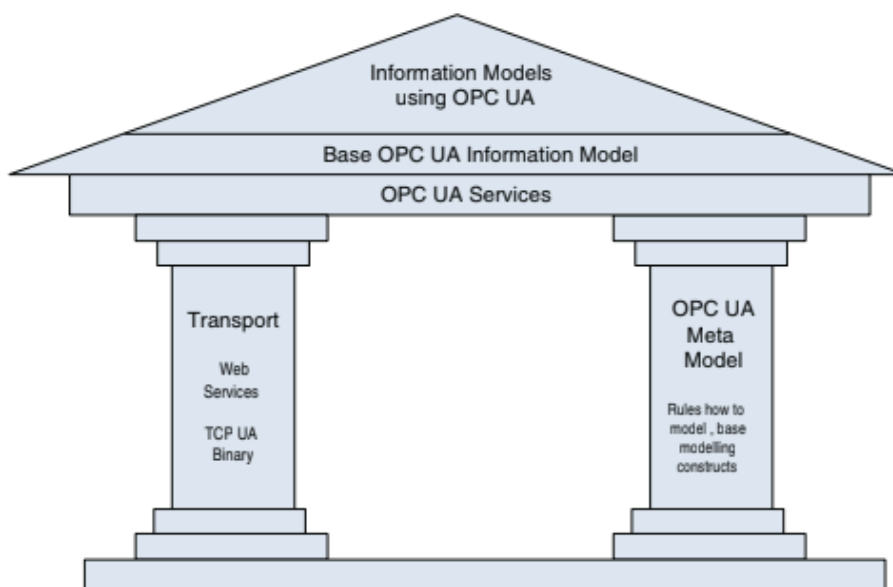 Information Models
using OPC UA
Base OPC UA Information Model
OPC UA Services
Transport
Web
Services
TCP UA
Binary
OPC UA
Meta
Model
Rules how to
model , base
modelling
constructs